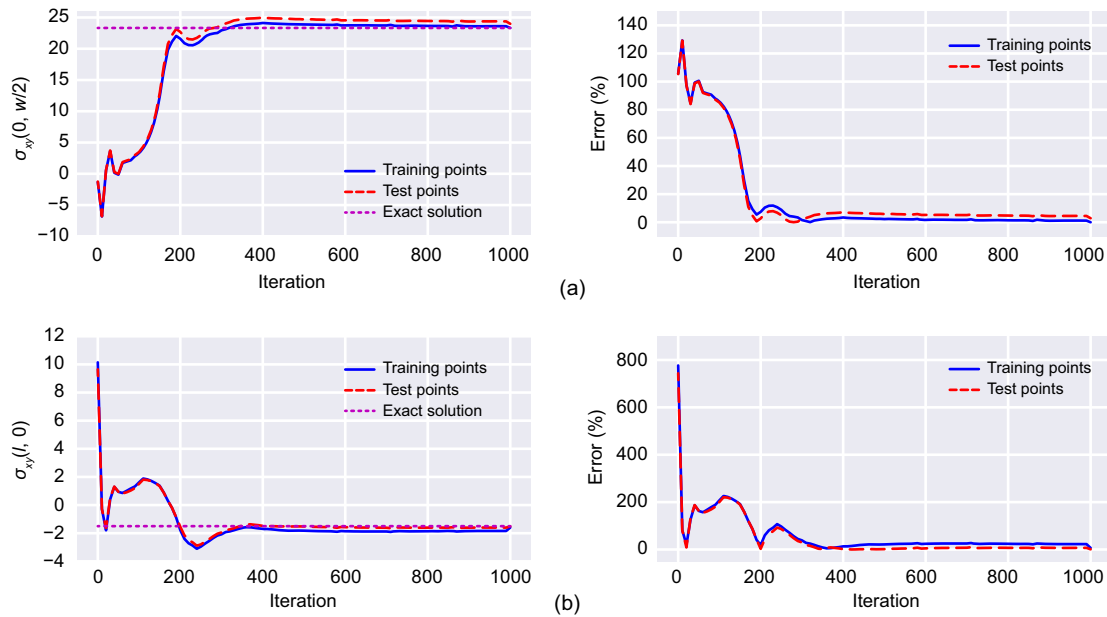 25
20
15
10
5
0
−5
−10
σxy(0, w/2)
Training points
Test points
Exact solution
0 200 400 600 800 1000
Iteration
140
120
100
80
60
40
20
0
Error (%)
Training points
Test points
0 200 400 600 800 1000
Iteration
(a)
12
10
8
6
4
2
0
−2
−4
σxy(l, 0)
Training points
Test points
Exact solution
0 200 400 600 800 1000
Iteration
800
600
400
200
0
Error (%)
Training points
Test points
0 200 400 600 800 1000
Iteration
(b)